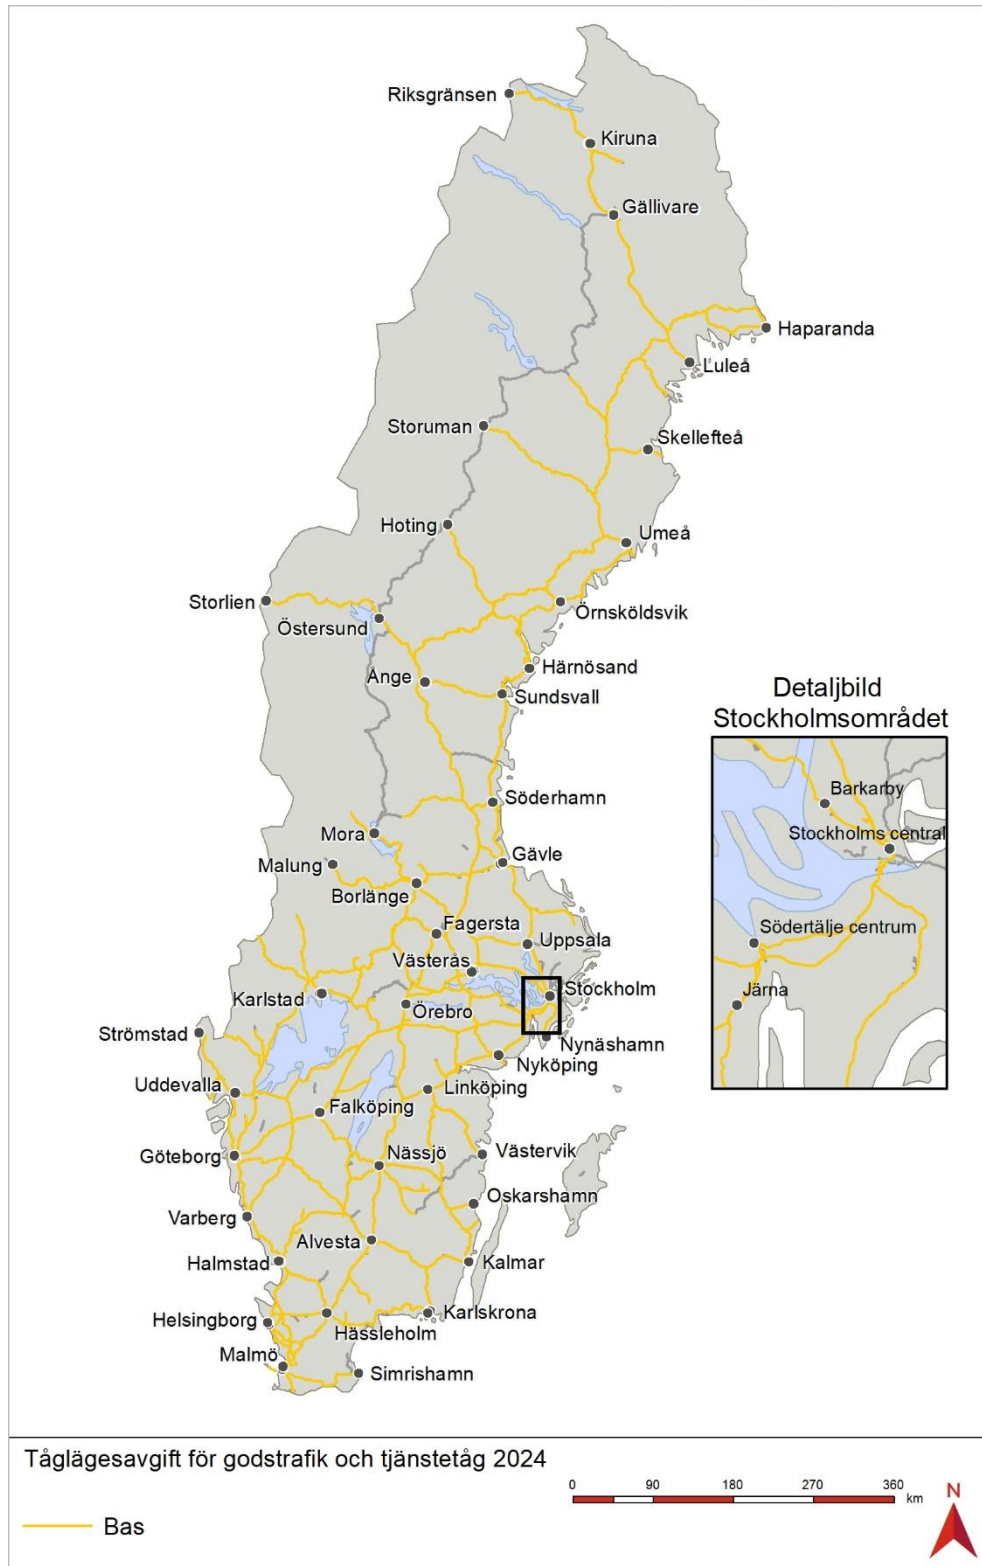 Riksgränsen
Kiruna
Gällivare
Haparanda
Luleå
Storuman
Skellefteå
Hoting
Umeå
Storlien
Örnsköldsvik
Östersund
Härnösand
Ånge
Sundsvall
Detaljbild
Stockholmsområdet
Barkarby
Stockholms central
Södertälje centrum
Järna
Söderhamn
Mora
Gävle
Malung
Borlänge
Fagersta
Uppsala
Västerås
Stockholm
Karlstad
Örebro
Strömstad
Nynäshamn
Nyköping
Uddevalla
Linköping
Falköping
Göteborg
Nässjö
Västervik
Oskarshamn
Varberg
Alvesta
Halmstad
Kalmar
Helsingborg
Karlskrona
Hässleholm
Malmö
Simrishamn
Tåglägesavgift för godstrafik och tjänstetåg 2024
0 90 180 270 360
km
N
Bas